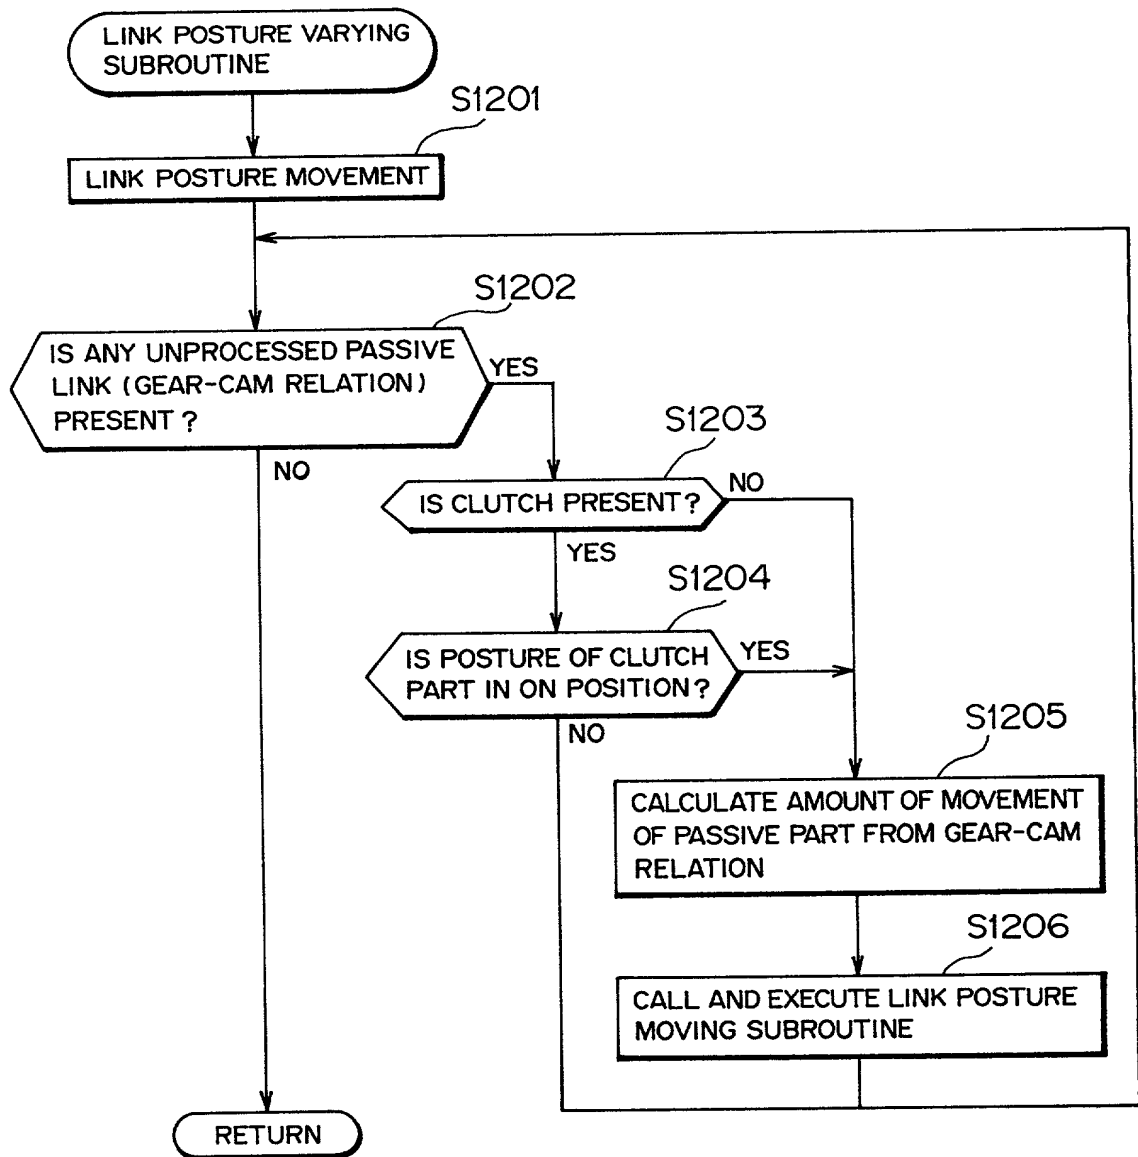 LINK POSTURE VARYING
SUBROUTINE
S1201
LINK POSTURE MOVEMENT
S1202
IS ANY UNPROCESSED PASSIVE
LINK (GEAR-CAM RELATION)
PRESENT?
YES
NO
S1203
IS CLUTCH PRESENT?
NO
YES
S1204
IS POSTURE OF CLUTCH
PART IN ON POSITION?
YES
NO
S1205
CALCULATE AMOUNT OF MOVEMENT
OF PASSIVE PART FROM GEAR-CAM
RELATION
S1206
CALL AND EXECUTE LINK POSTURE
MOVING SUBROUTINE
RETURN